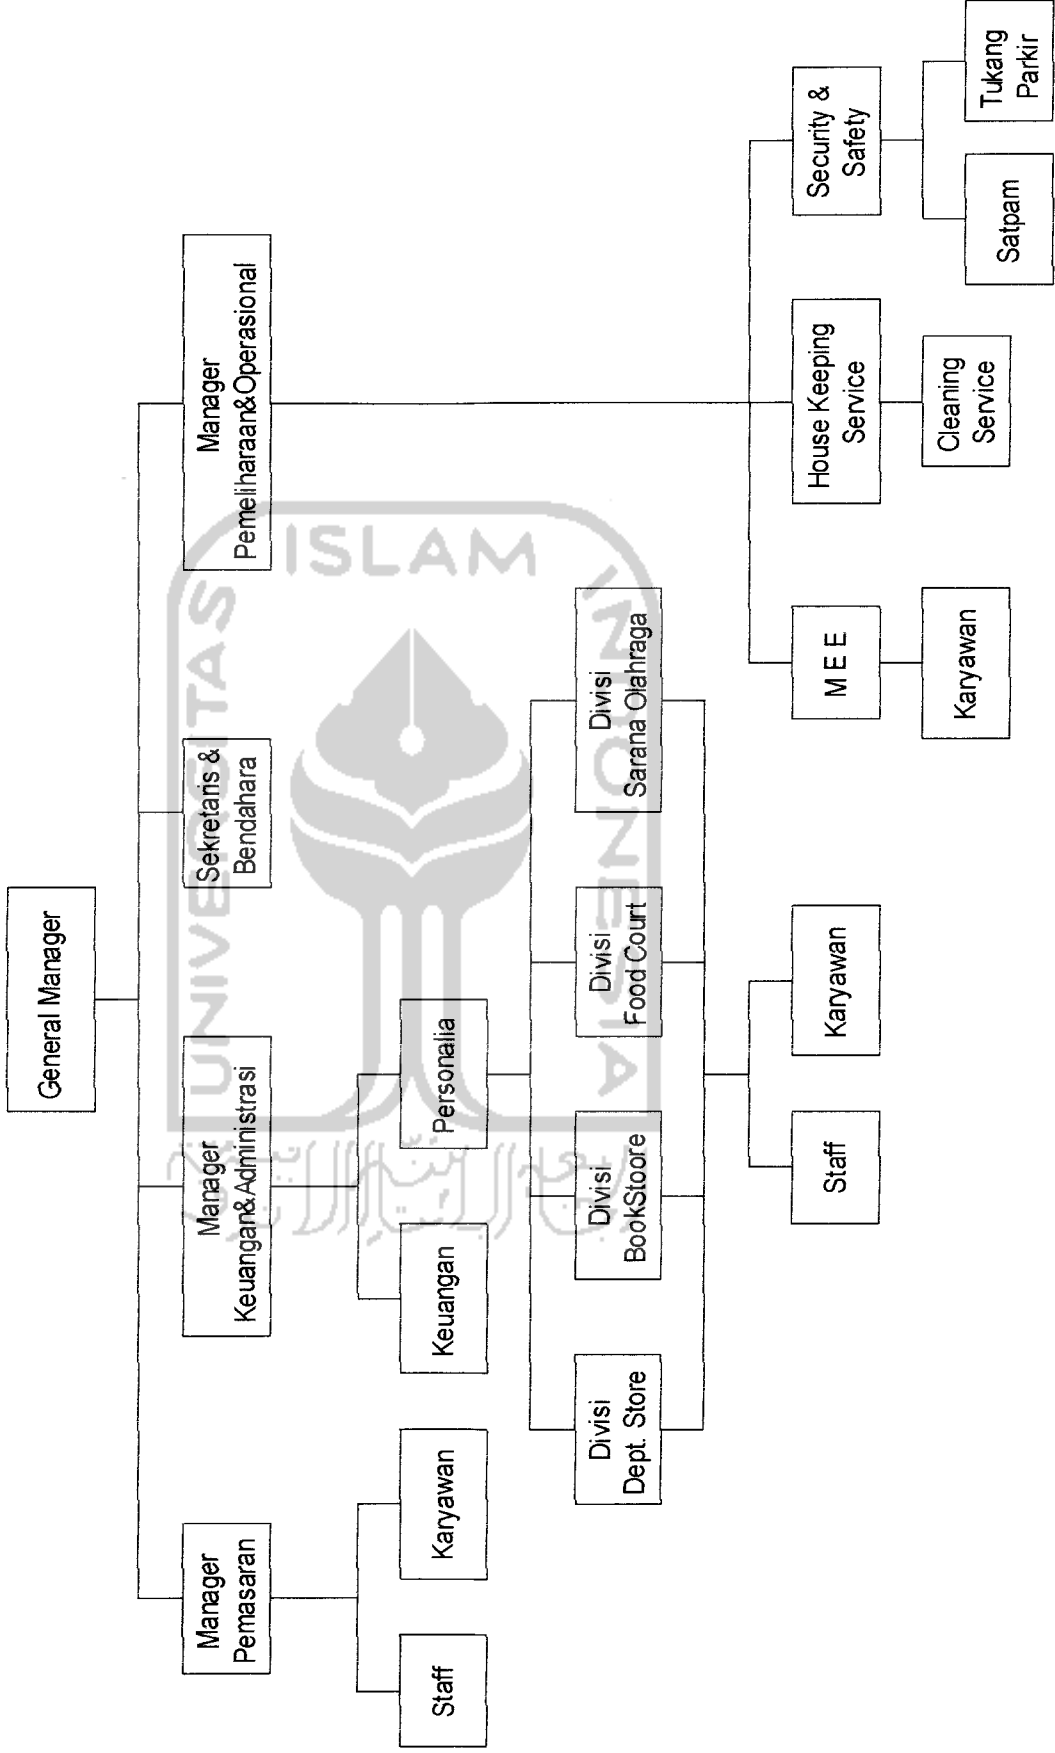 General Manager
Manager
Pemasaran
Manager
Keuangan&Administrasi
Sekretaris &
Bendahara
Manager
Pemeliharaan&Operasional
Staff
Karyawan
Keuangan
Personalia
Divisi
Dept. Store
Divisi
BookStoore
Divisi
Food Court
Divisi
Sarana Olahraga
Staff
Karyawan
M E E
House Keeping
Service
Security &
Safety
Karyawan
Cleaning
Service
Satpam
Tukang
Parkir
UNIVERSITAS
ISLAM
INDONESIA